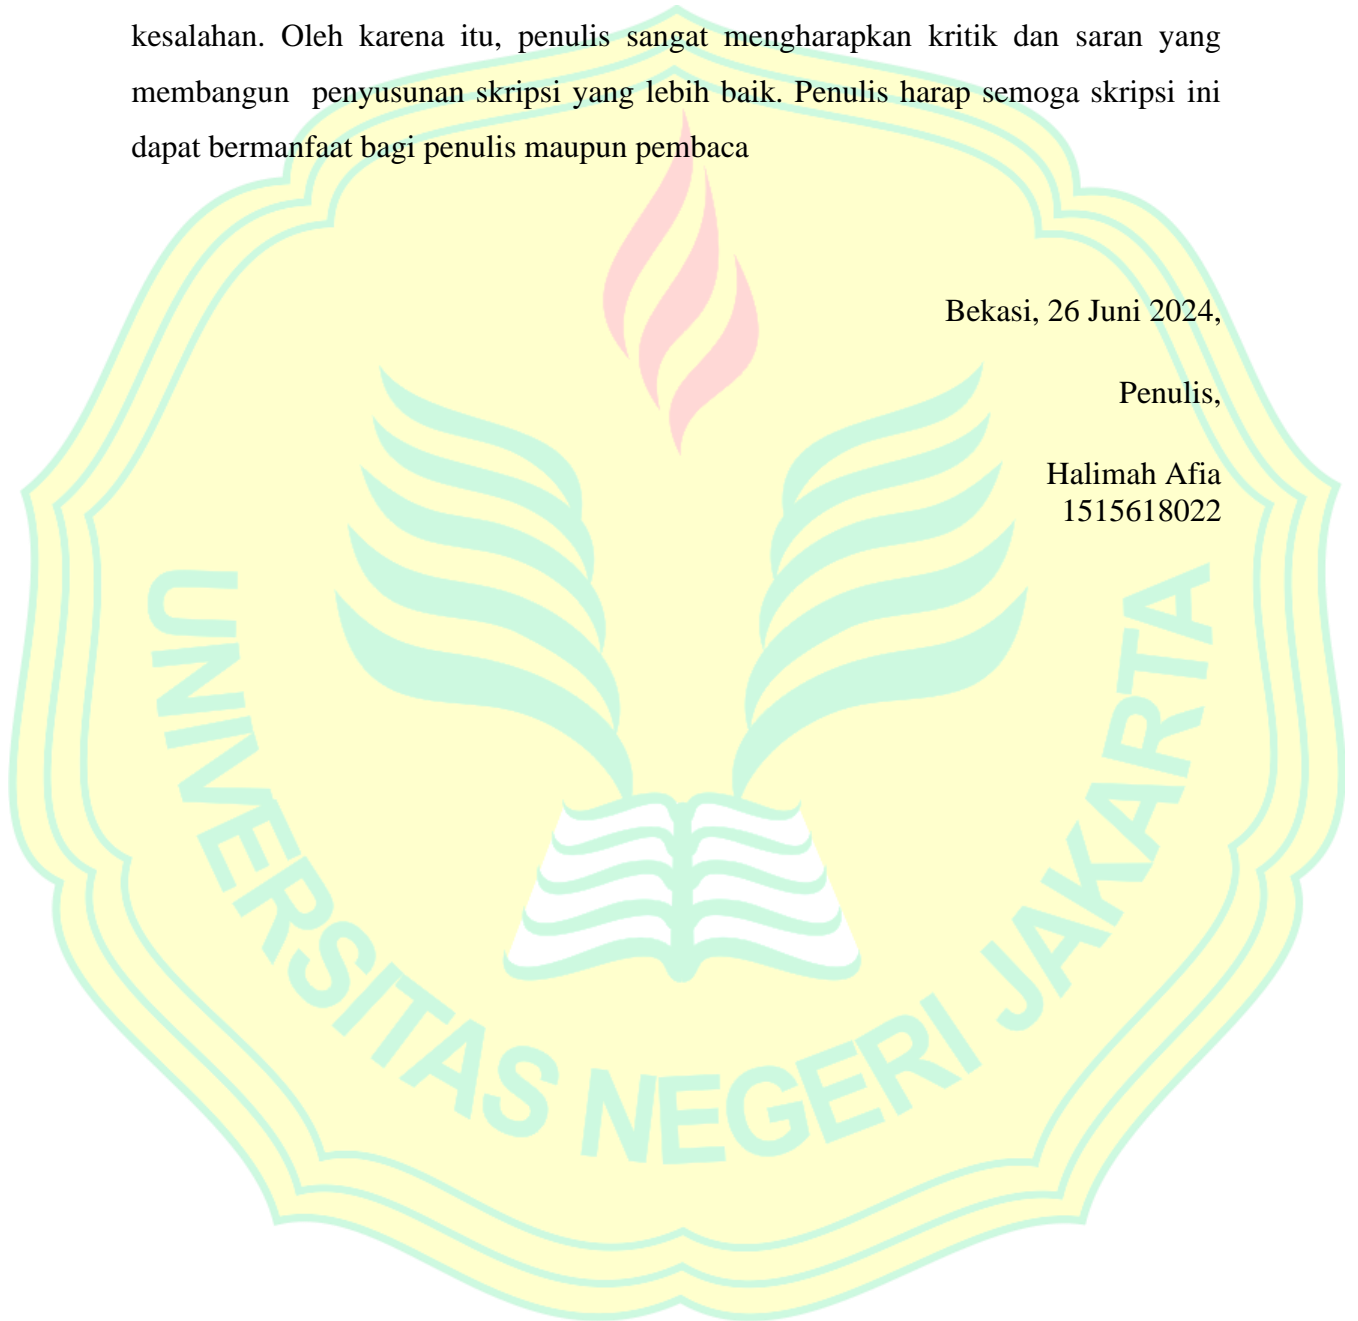 kesalahan. Oleh karena itu, penulis sangat mengharapkan kritik dan saran yang
membangun penyusunan skripsi yang lebih baik. Penulis harap semoga skripsi ini
dapat bermanfaat bagi penulis maupun pembaca
Bekasi, 26 Juni 2024,
Penulis,
Halimah Afia
1515618022
UNIVERSITAS NEGERI JAKARTA